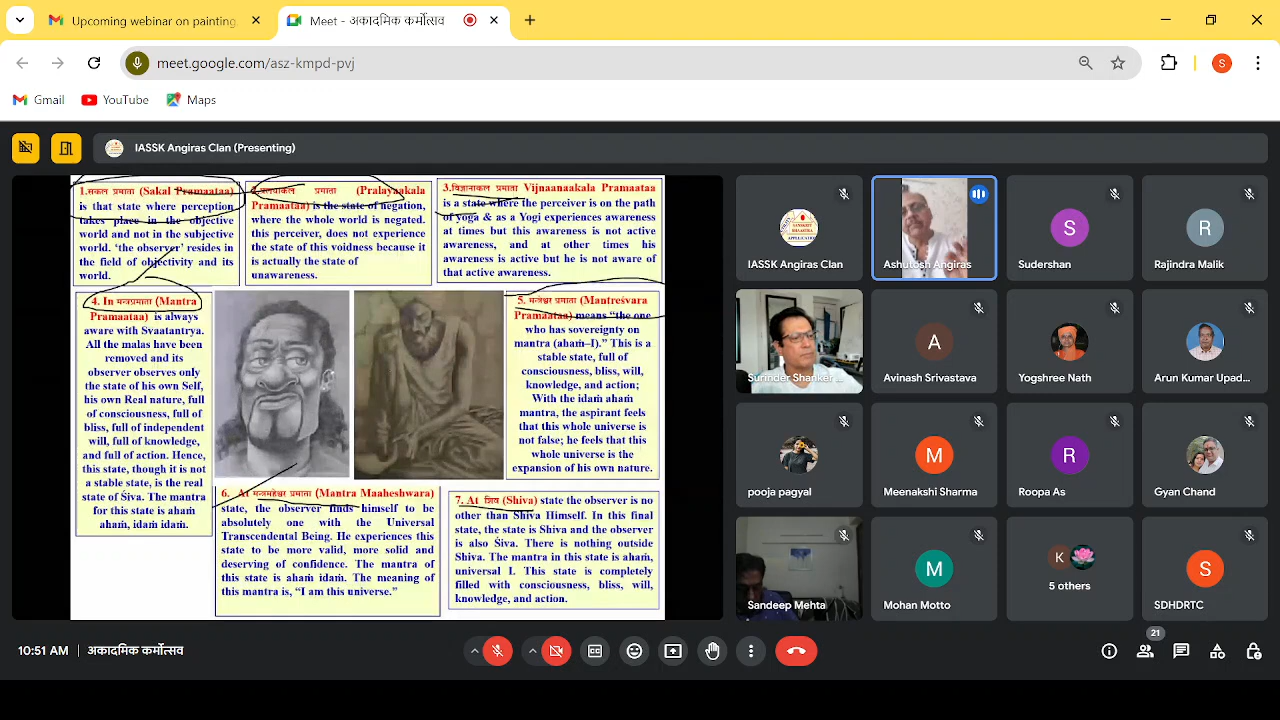 Upcoming webinar on painting
Meet - अकादमिक कर्मोत्सव
meet.google.com/asz-kmpd-pvj
S
Gmail
YouTube
Maps
IASSK Angiras Clan (Presenting)
1.सकल प्रमाता (Sakal Pramaataa)
is that state where perception
takes place in the objective
world and not in the subjective
world. ‘the observer’ resides in
the field of objectivity and its
world.
प्रमाता (Pralayaakala
Pramaataa) is the state of negation,
where the whole world is negated.
this perceiver, does not experience
the state of this voidness because it
is actually the state of
unawareness.
3.विज्ञानाकल प्रमाता Vijnaanaakala Pramaataa
is a state where the perceiver is on the path
of yoga & as a Yogi experiences awareness
at times but this awareness is not active
awareness, and at other times his
awareness is active but he is not aware of
that active awareness.
4. In मन्त्रप्रमाता (Mantra
Pramaataa) is always
aware with Svaatantrya.
All the malas have been
removed and its
observer observes only
the state of his own Self,
his own Real nature, full
of consciousness, full of
bliss, full of independent
will, full of knowledge,
and full of action. Hence,
this state, though it is not
a stable state, is the real
state of Śiva. The mantra
for this state is ahaṁ
ahaṁ, idaṁ idaṁ.
5. मन्त्रेश्वर प्रमाता (Mantreśvara
Pramaataa) means “the one
who has sovereignty on
mantra (ahaṁ–I).” This is a
stable state, full of
consciousness, bliss, will,
knowledge, and action;
With the idaṁ ahaṁ
mantra, the aspirant feels
that this whole universe is
not false; he feels that this
whole universe is the
expansion of his own nature.
6. At मन्त्रमहेश्वर प्रमाता (Mantra Maaheshwara)
state, the observer finds himself to be
absolutely one with the Universal
Transcendental Being. He experiences this
state to be more valid, more solid and
deserving of confidence. The mantra of
this state is ahaṁ idaṁ. The meaning of
this mantra is, “I am this universe.”
7. At शिव (Shiva) state the observer is no
other than Shiva Himself. In this final
state, the state is Shiva and the observer
is also Śiva. There is nothing outside
Shiva. The mantra in this state is ahaṁ,
universal I. This state is completely
filled with consciousness, bliss, will,
knowledge, and action.
IASSK Angiras Clan
Ashutosh Angiras
S
Sudershan
R
Rajindra Malik
Surinder Shanker ...
A
Avinash Srivastava
Yogshree Nath
Arun Kumar Upad...
pooja pagyal
M
Meenakshi Sharma
R
Roopa As
Gyan Chand
Sandeep Mehta
M
Mohan Motto
K
5 others
S
SDHDRTC
10:51 AM
अकादमिक कर्मोत्सव
21